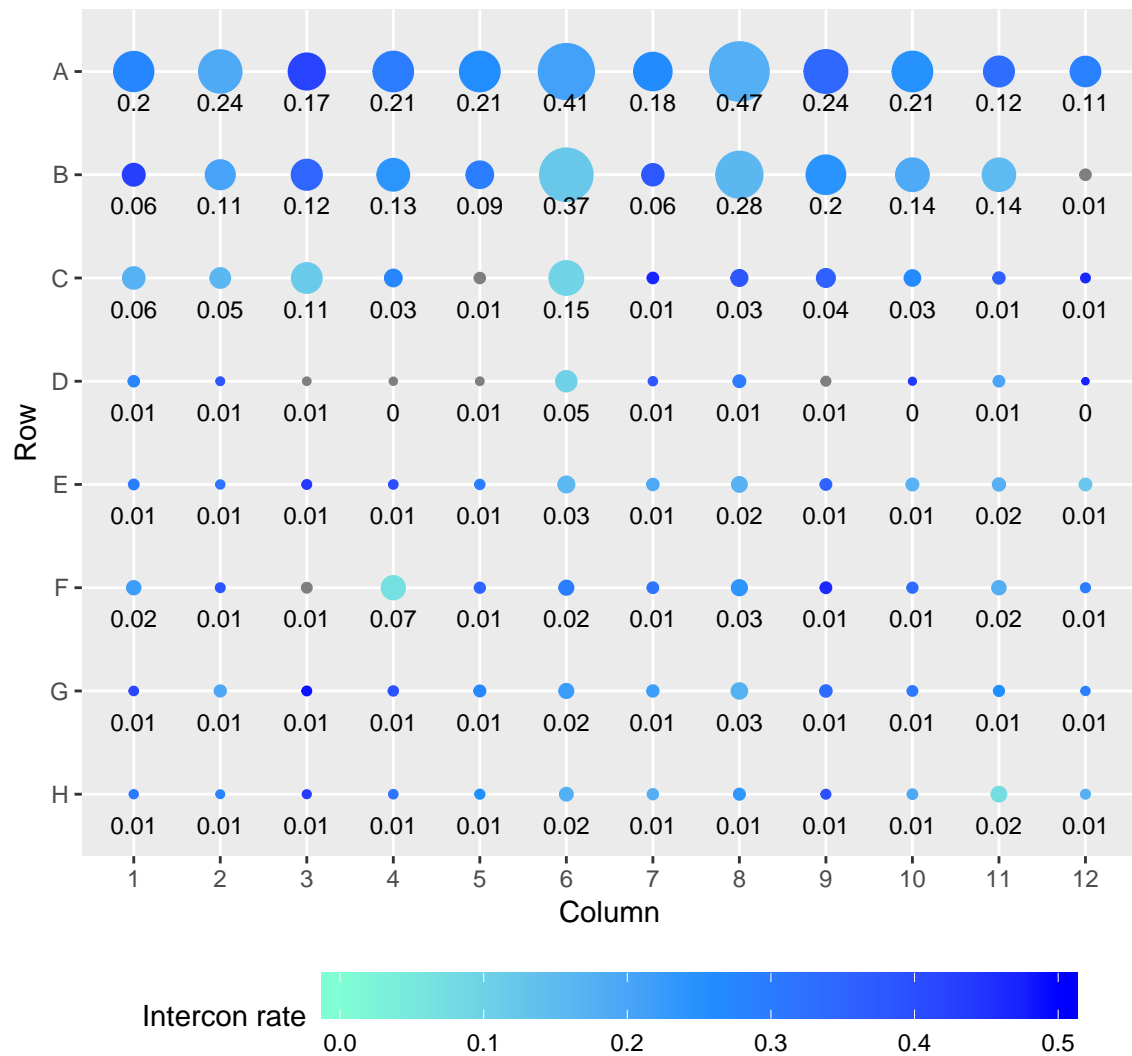 A
0.2 0.24 0.17 0.21 0.21 0.41 0.18 0.47 0.24 0.21 0.12 0.11
B
0.06 0.11 0.12 0.13 0.09 0.37 0.06 0.28 0.2 0.14 0.14 0.01
C
0.06 0.05 0.11 0.03 0.01 0.15 0.01 0.03 0.04 0.03 0.01 0.01
D
0.01 0.01 0.01 0 0.01 0.05 0.01 0.01 0.01 0 0.01 0
Row
E
0.01 0.01 0.01 0.01 0.01 0.03 0.01 0.02 0.01 0.01 0.02 0.01
F
0.02 0.01 0.01 0.07 0.01 0.01 0.01 0.03 0.01 0.01 0.02 0.01
G
0.01 0.01 0.01 0.01 0.01 0.02 0.01 0.03 0.01 0.01 0.01 0.01
H
0.01 0.01 0.01 0.01 0.01 0.02 0.01 0.01 0.01 0.01 0.02 0.01
1 2 3 4 5 6 7 8 9 10 11 12
Column
Intercon rate
0.0 0.1 0.2 0.3 0.4 0.5